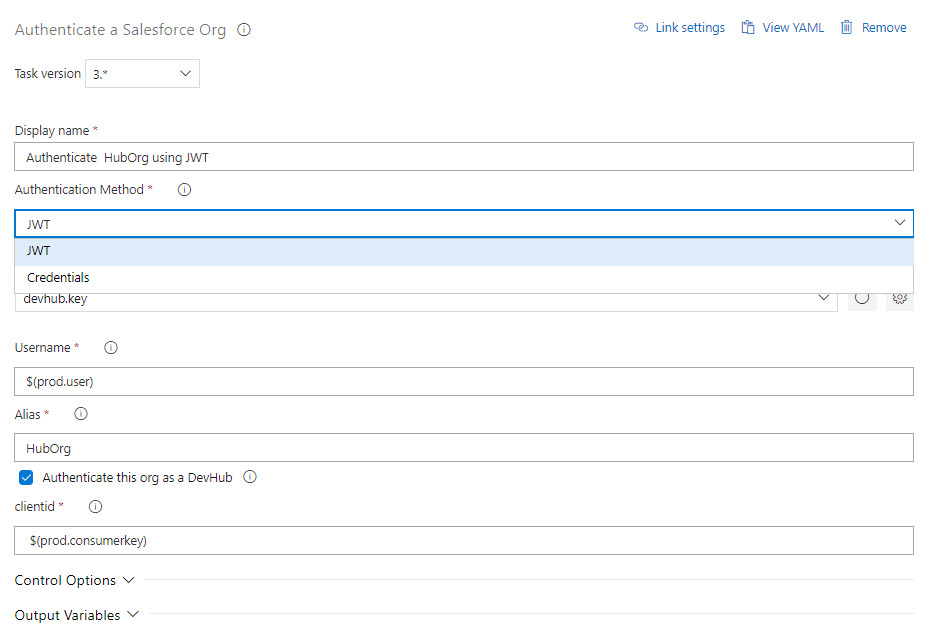 Authenticate a Salesforce Org
Link settings View YAML Remove
Task version 3.*
Display name *
Authenticate  HubOrg using JWT
Authentication Method *
JWT
JWT
Credentials
devhub.key
Username *
$(prod.user)
Alias *
HubOrg
Authenticate this org as a DevHub
clientid *
$(prod.consumerkey)
Control Options
Output Variables